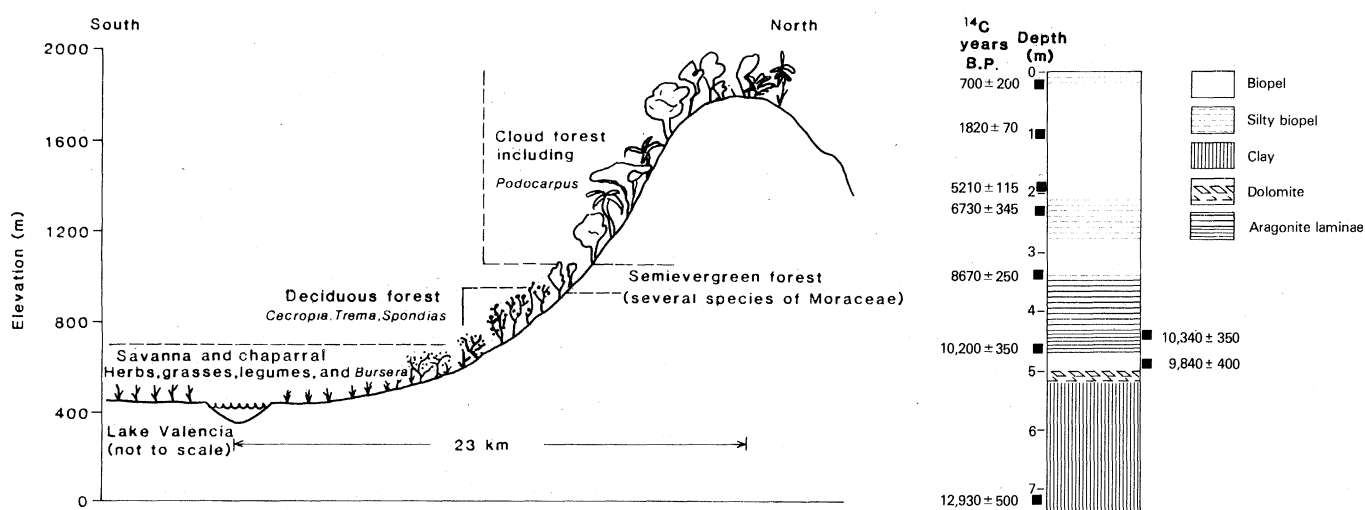 South
North
2000
1600
1200
800
400
0
Elevation (m)
Cloud forest
including
Podocarpus
Semievergreen forest
(several species of Moraceae)
Deciduous forest
Cecropia, Trema, Spondias
Savanna and chaparral
Herbs, grasses, legumes, and Bursera
Lake Valencia
(not to scale)
23 km
14C
years
B.P.
Depth
(m)
0
700 ± 200
1820 ± 70
1
5210 ± 115
2
6730 ± 345
3
8670 ± 250
4
10,340 ± 350
10,200 ± 350
9,840 ± 400
5
6
7
12,930 ± 500
Biopel
Silty biopel
Clay
Dolomite
Aragonite laminae